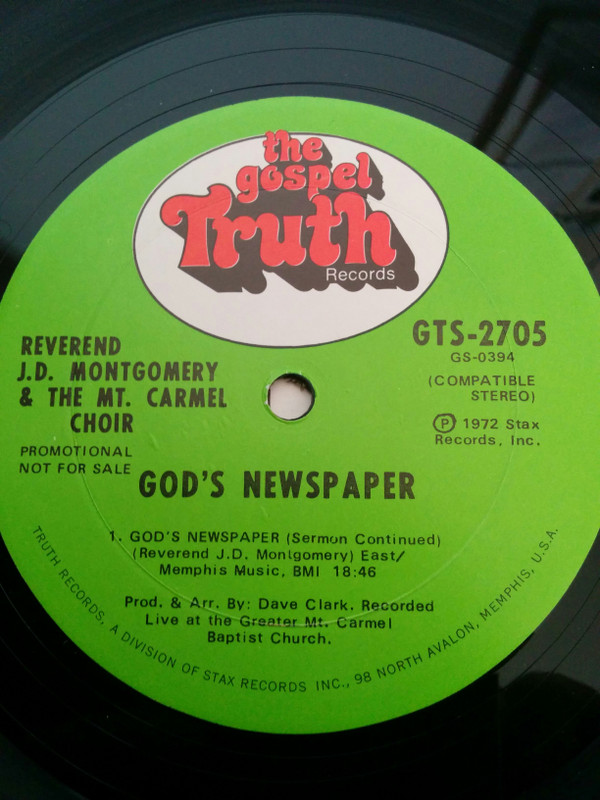 the
gospel
Truth
Records
REVEREND
J.D. MONTGOMERY
& THE MT. CARMEL
CHOIR
PROMOTIONAL
NOT FOR SALE
GTS-2705
GS-0394
(COMPATIBLE
STEREO)
Ⓟ 1972 Stax
Records, Inc.
GOD'S NEWSPAPER
1. GOD'S NEWSPAPER (Sermon Continued)
(Reverend J.D. Montgomery) East/
Memphis Music, BMI 18:46
Prod. & Arr. By: Dave Clark. Recorded
Live at the Greater Mt. Carmel
Baptist Church.
TRUTH RECORDS, A DIVISION OF STAX RECORDS INC., 98 NORTH AVALON, MEMPHIS, U.S.A.